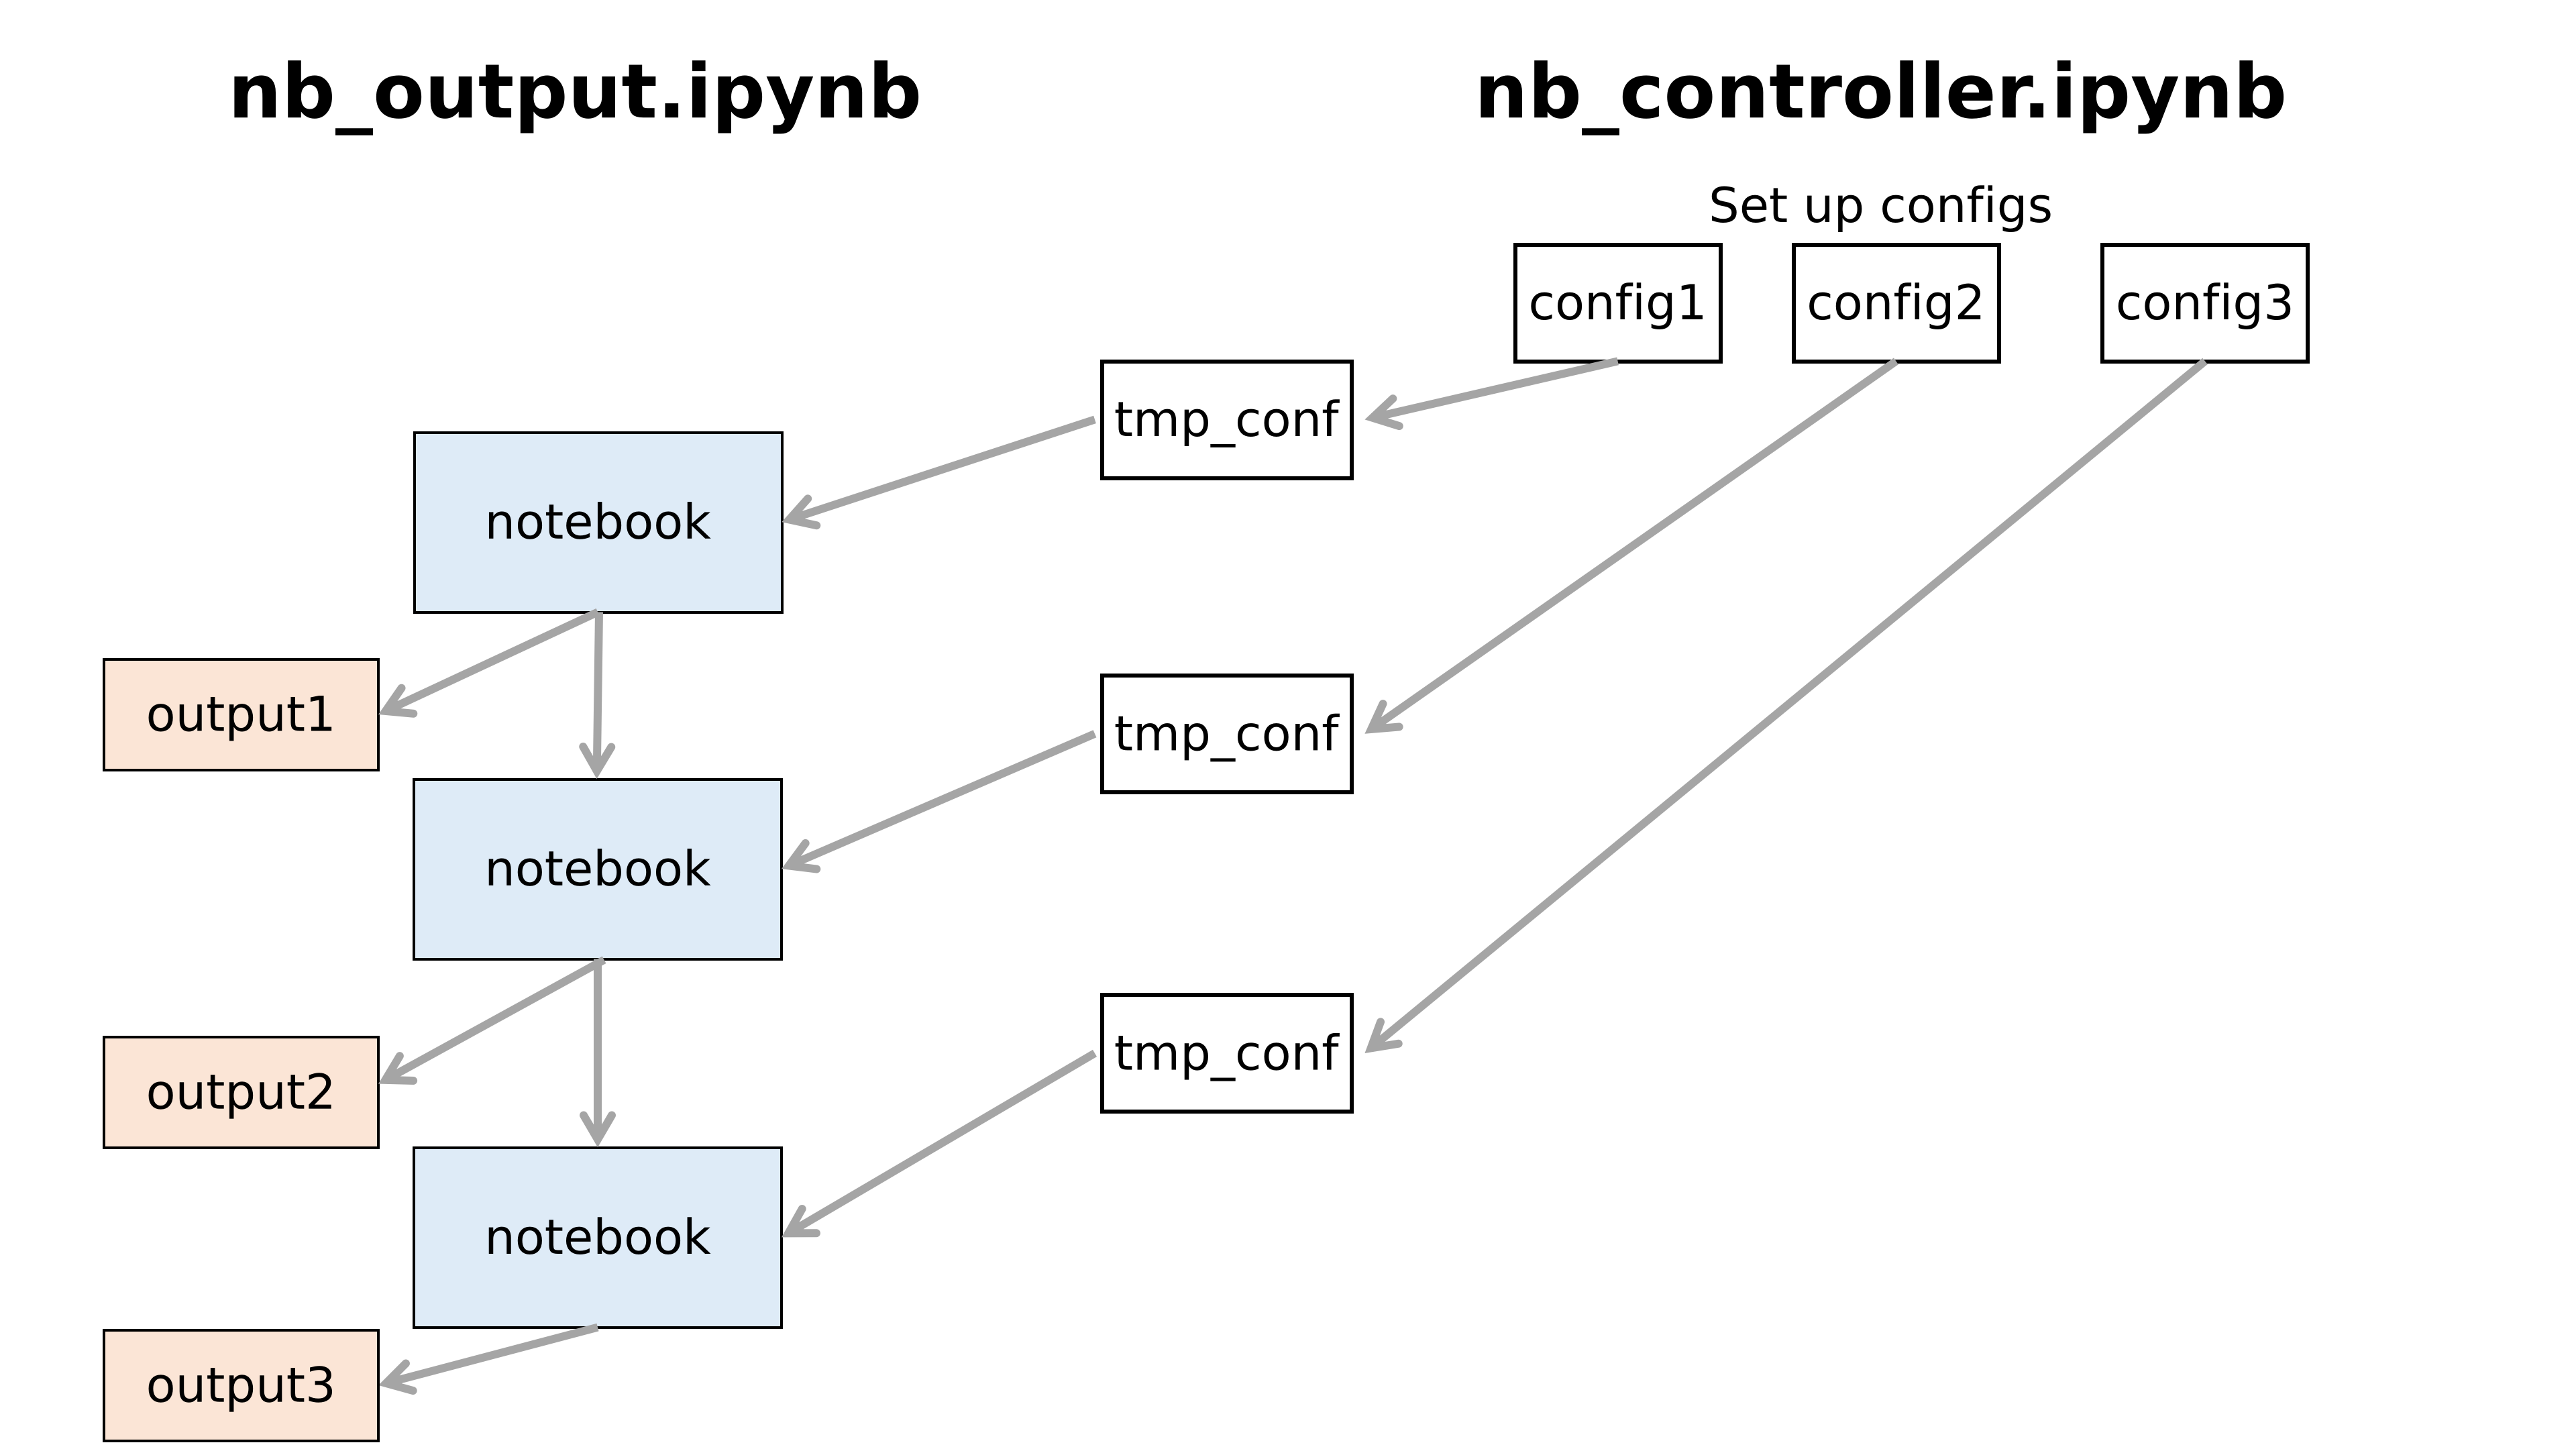 nb_output.ipynb
nb_controller.ipynb
Set up configs
config1
config2
config3
tmp_conf
notebook
output1
tmp_conf
notebook
output2
tmp_conf
notebook
output3